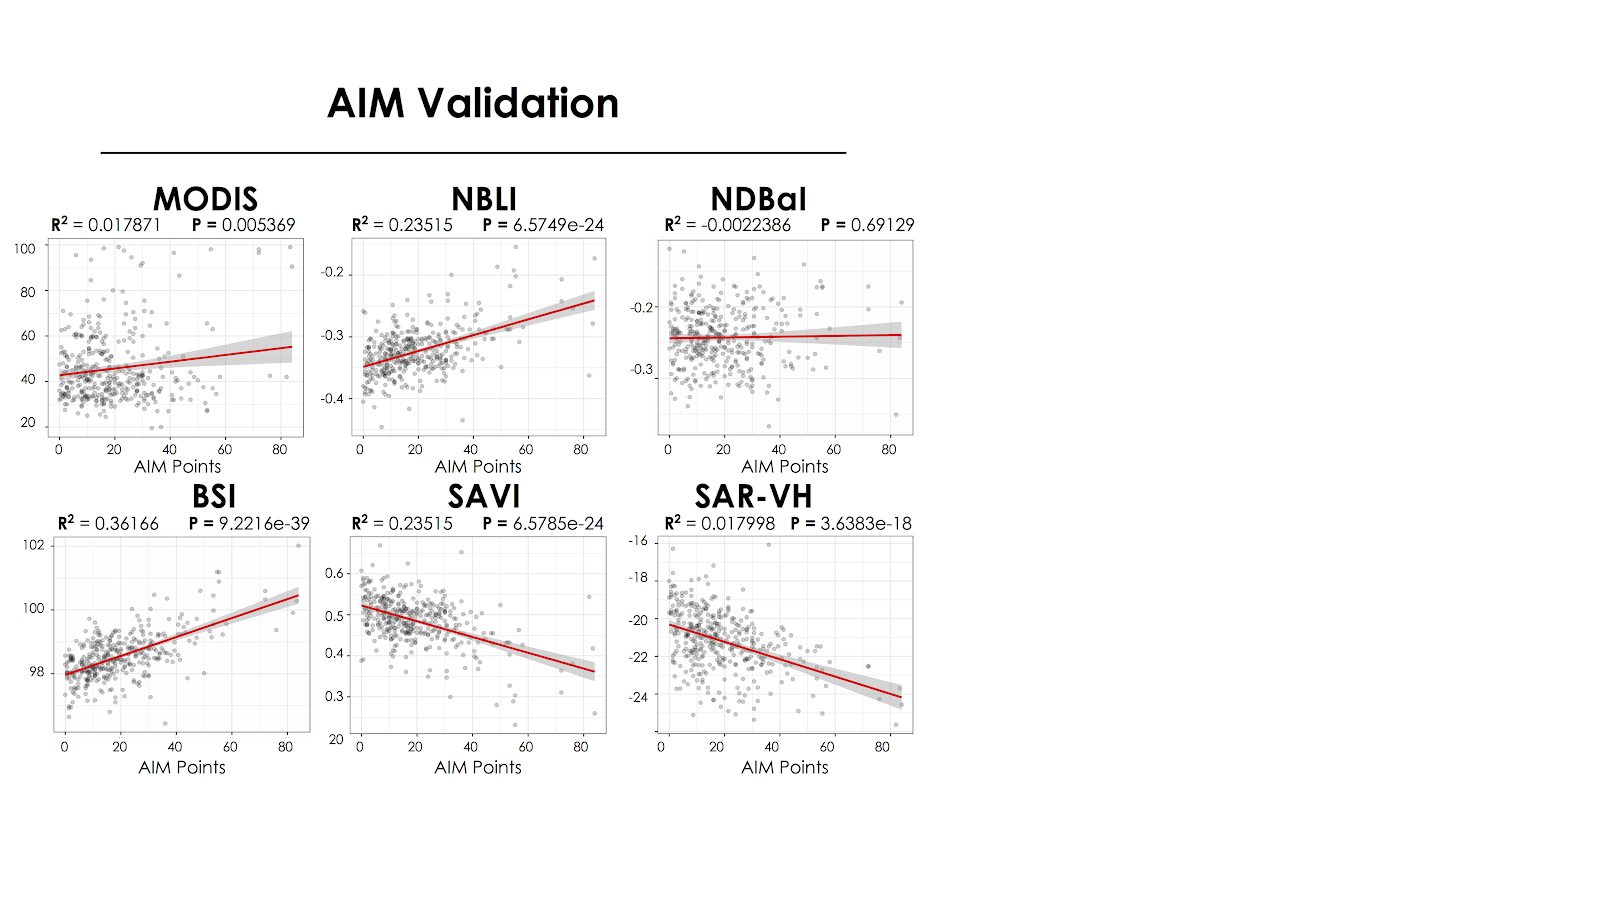 AIM Validation
MODIS
R² = 0.017871 P = 0.005369
100
80
60
40
20
0 20 40 60 80
AIM Points
NBLI
R² = 0.23515 P = 6.5749e-24
-0.2
-0.3
-0.4
0 20 40 60 80
AIM Points
NDBaI
R² = -0.0022386 P = 0.69129
-0.2
-0.3
0 20 40 60 80
AIM Points
BSI
R² = 0.36166 P = 9.2216e-39
102
100
98
0 20 40 60 80
AIM Points
SAVI
R² = 0.23515 P = 6.5785e-24
0.6
0.5
0.4
0.3
20
0 20 40 60 80
AIM Points
SAR-VH
R² = 0.017998 P = 3.6383e-18
-16
-18
-20
-22
-24
0 20 40 60 80
AIM Points